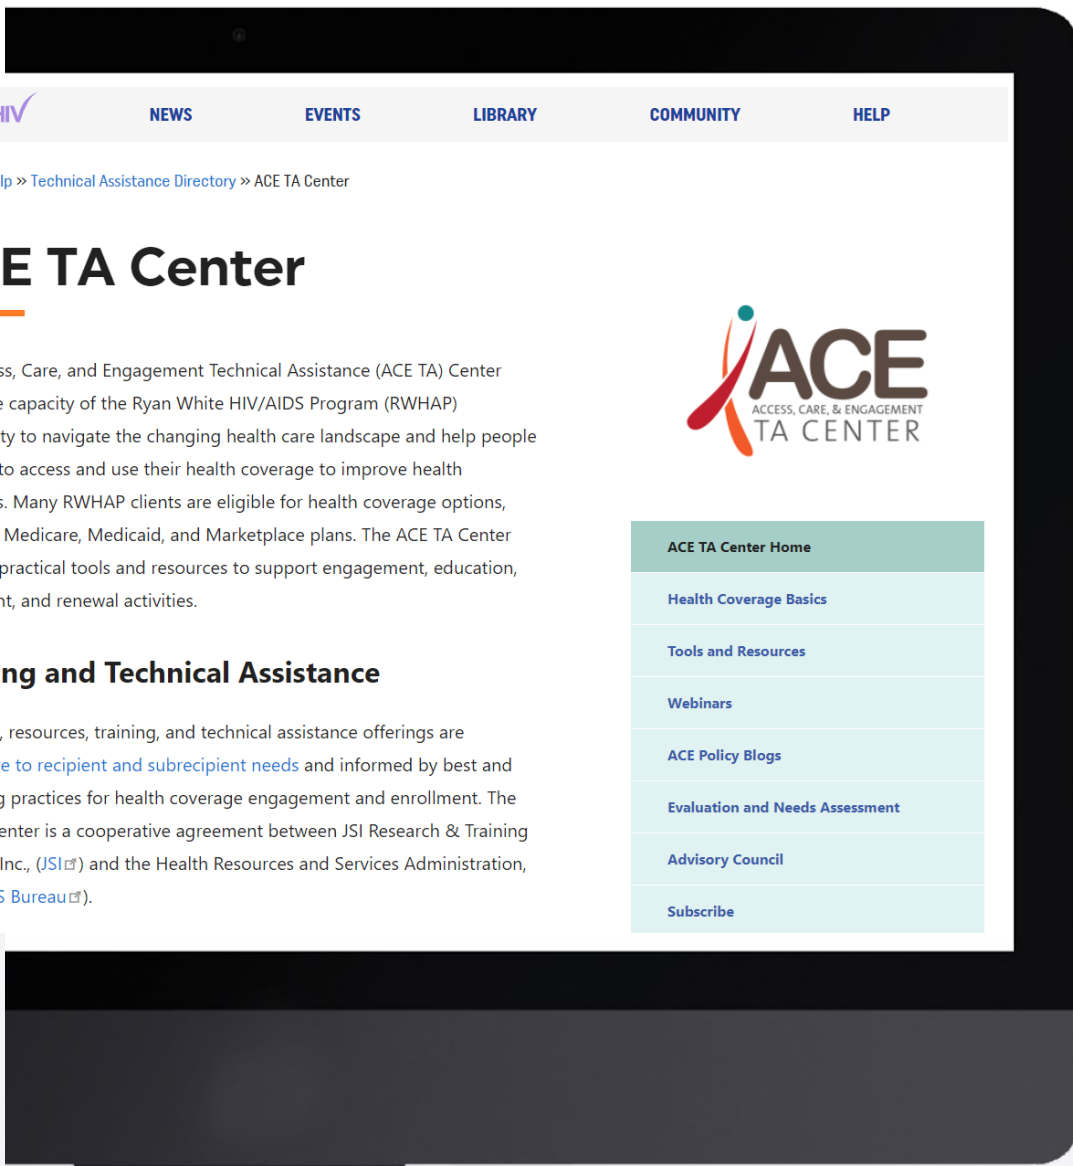 HIV
NEWS
EVENTS
LIBRARY
COMMUNITY
HELP
lp » Technical Assistance Directory » ACE TA Center
E TA Center
ss, Care, and Engagement Technical Assistance (ACE TA) Center
e capacity of the Ryan White HIV/AIDS Program (RWHAP)
ty to navigate the changing health care landscape and help people
to access and use their health coverage to improve health
s. Many RWHAP clients are eligible for health coverage options,
Medicare, Medicaid, and Marketplace plans. The ACE TA Center
practical tools and resources to support engagement, education,
nt, and renewal activities.
ng and Technical Assistance
, resources, training, and technical assistance offerings are
e to recipient and subrecipient needs and informed by best and
g practices for health coverage engagement and enrollment. The
enter is a cooperative agreement between JSI Research & Training
Inc., (JSI) and the Health Resources and Services Administration,
S Bureau).
ACE
ACCESS, CARE, & ENGAGEMENT
TA CENTER
ACE TA Center Home
Health Coverage Basics
Tools and Resources
Webinars
ACE Policy Blogs
Evaluation and Needs Assessment
Advisory Council
Subscribe